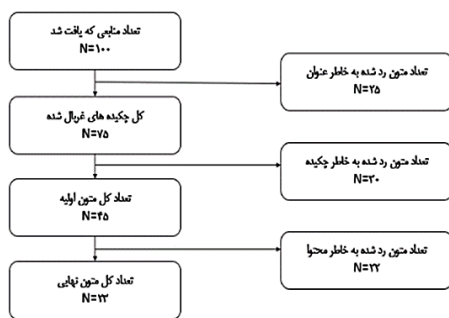 تعداد منابعی که یافت شد
N=۱۰۰
تعداد متون رد شده به خاطر عنوان
N=۲۵
کل چکیده های غربال شده
N=۷۵
تعداد متون رد شده به خاطر چکیده
N=۳۰
تعداد کل متون اولیه
N=۴۵
تعداد متون رد شده به خاطر محتوا
N=۲۲
تعداد کل متون نهایی
N=۲۳